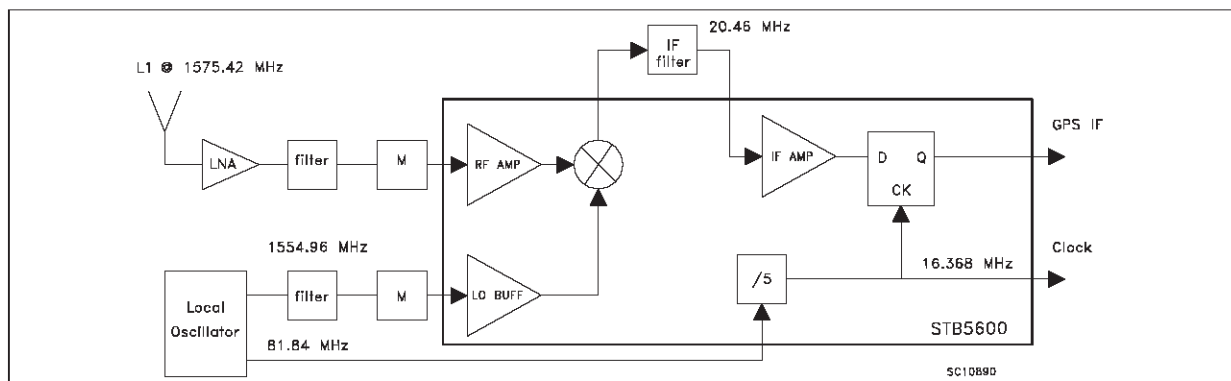 20.46 MHz
IF
filter
L1 @ 1575.42 MHz
GPS IF
LNA
filter
M
RF AMP
IF AMP
D Q
CK
1554.96 MHz
Clock
16.368 MHz
/5
Local
Oscillator
filter
M
LO BUFF
81.84 MHz
STB5600
SC10890